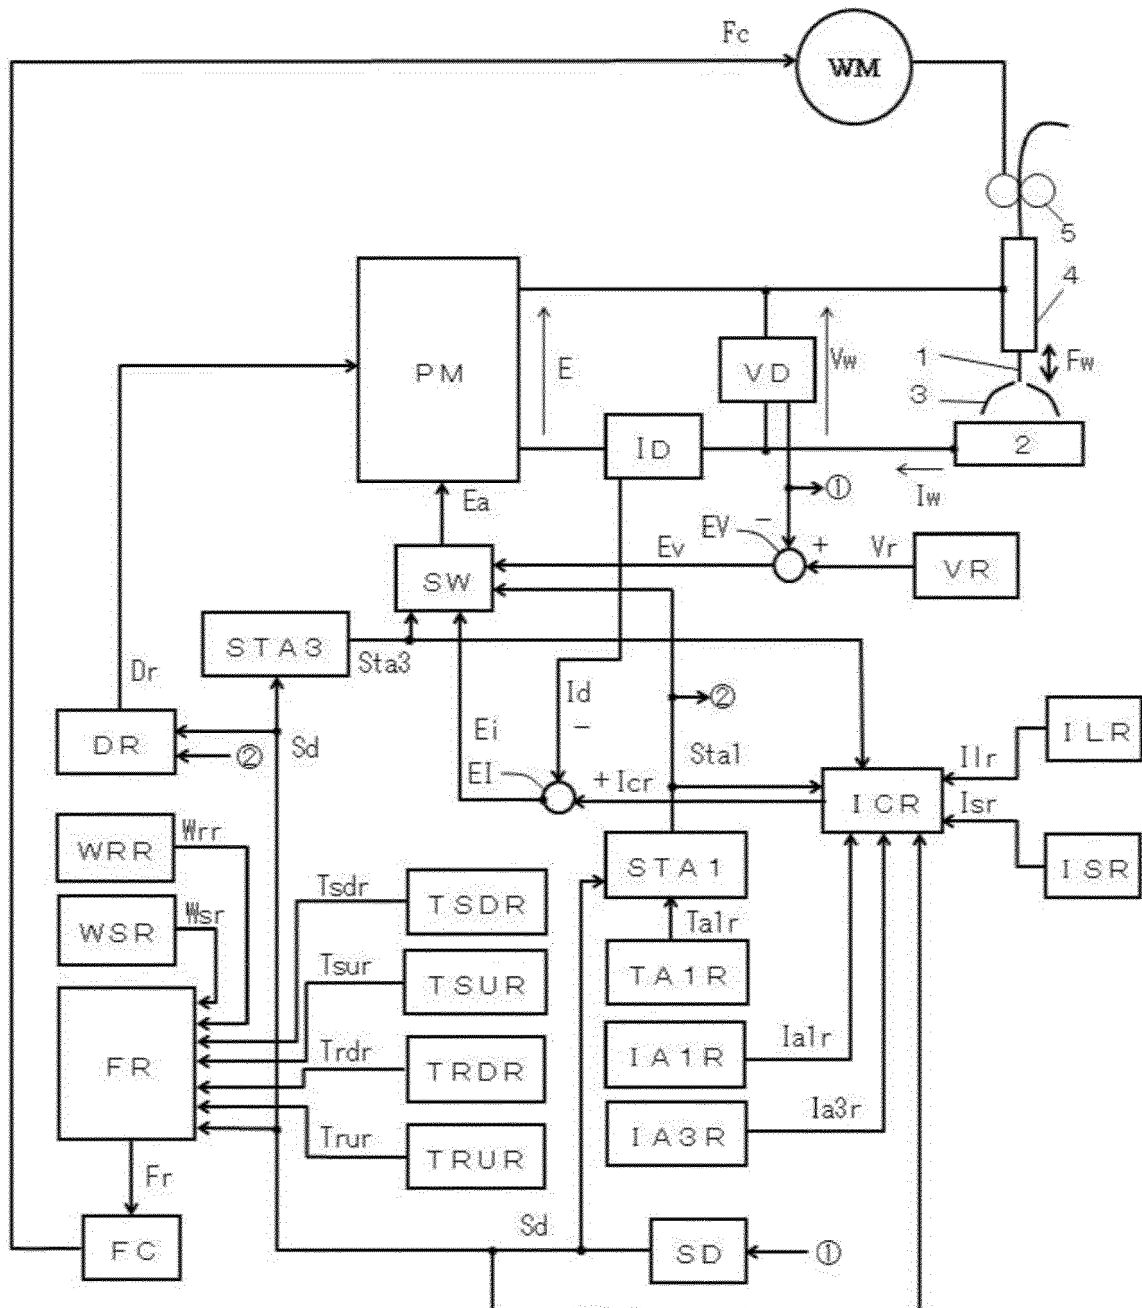 Fc
WM
5
4
PM
E
VD
Vw
1
Fw
3
ID
2
Ea
①
Iw
EV
−
Ev
+
Vr
VR
SW
STA3
Sta3
Dr
Id
②
−
Ei
Sd
DR
②
Sta1
Ilr
ILR
EI
+ Icr
ICR
Isr
ISR
WRR
Wrr
STA1
Tsdr
TSDR
WSR
Wsr
Ta1r
TA1R
Tsur
TSUR
FR
Trdr
TRDR
IA1R
Ia1r
IA3R
Ia3r
Trur
TRUR
Fr
Sd
FC
SD
①